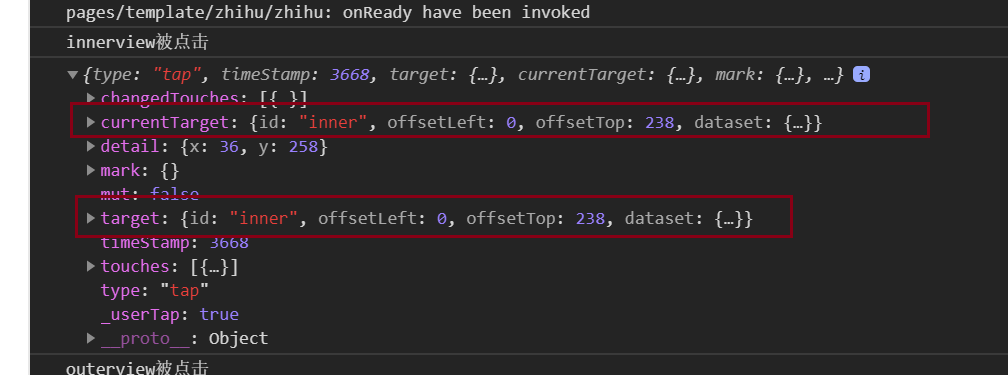 pages/template/zhihu/zhihu: onReady have been invoked
innerview被点击
▼{type: "tap", timeStamp: 3668, target: {…}, currentTarget: {…}, mark: {…}, …} i
▶changedTouches: [{…}]
▶currentTarget: {id: "inner", offsetLeft: 0, offsetTop: 238, dataset: {…}}
▶detail: {x: 36, y: 258}
▶mark: {}
mut: false
▶target: {id: "inner", offsetLeft: 0, offsetTop: 238, dataset: {…}}
timeStamp: 3668
▶touches: [{…}]
type: "tap"
_userTap: true
▶__proto__: Object
outerview被点击